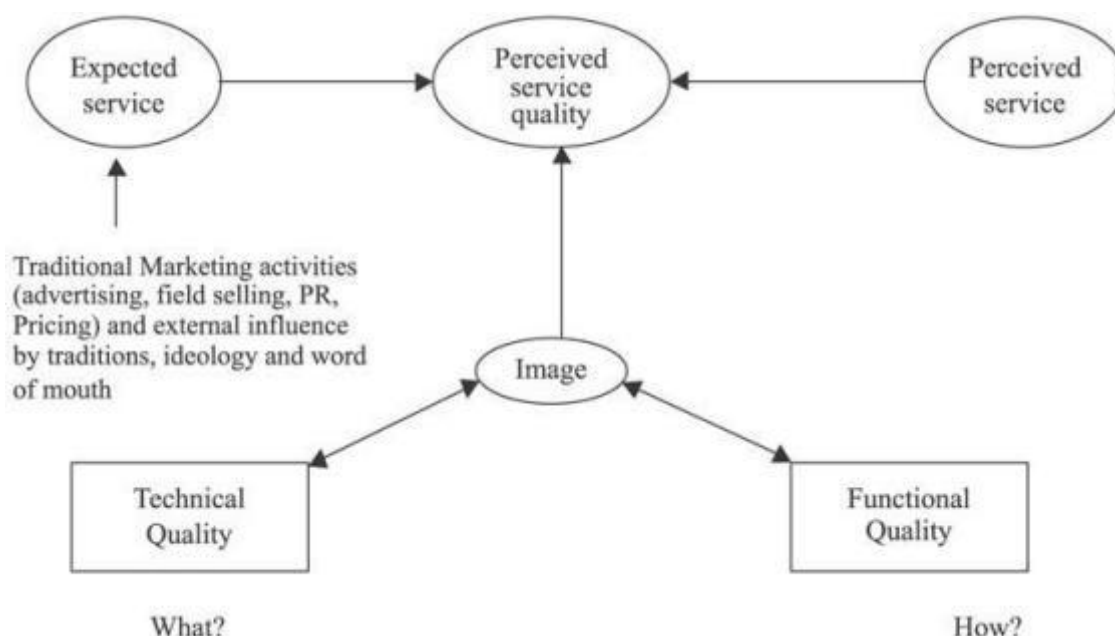 Expected
service
Perceived
service
quality
Perceived
service
Traditional Marketing activities
(advertising, field selling, PR,
Pricing) and external influence
by traditions, ideology and word
of mouth
Image
Technical
Quality
Functional
Quality
What?
How?